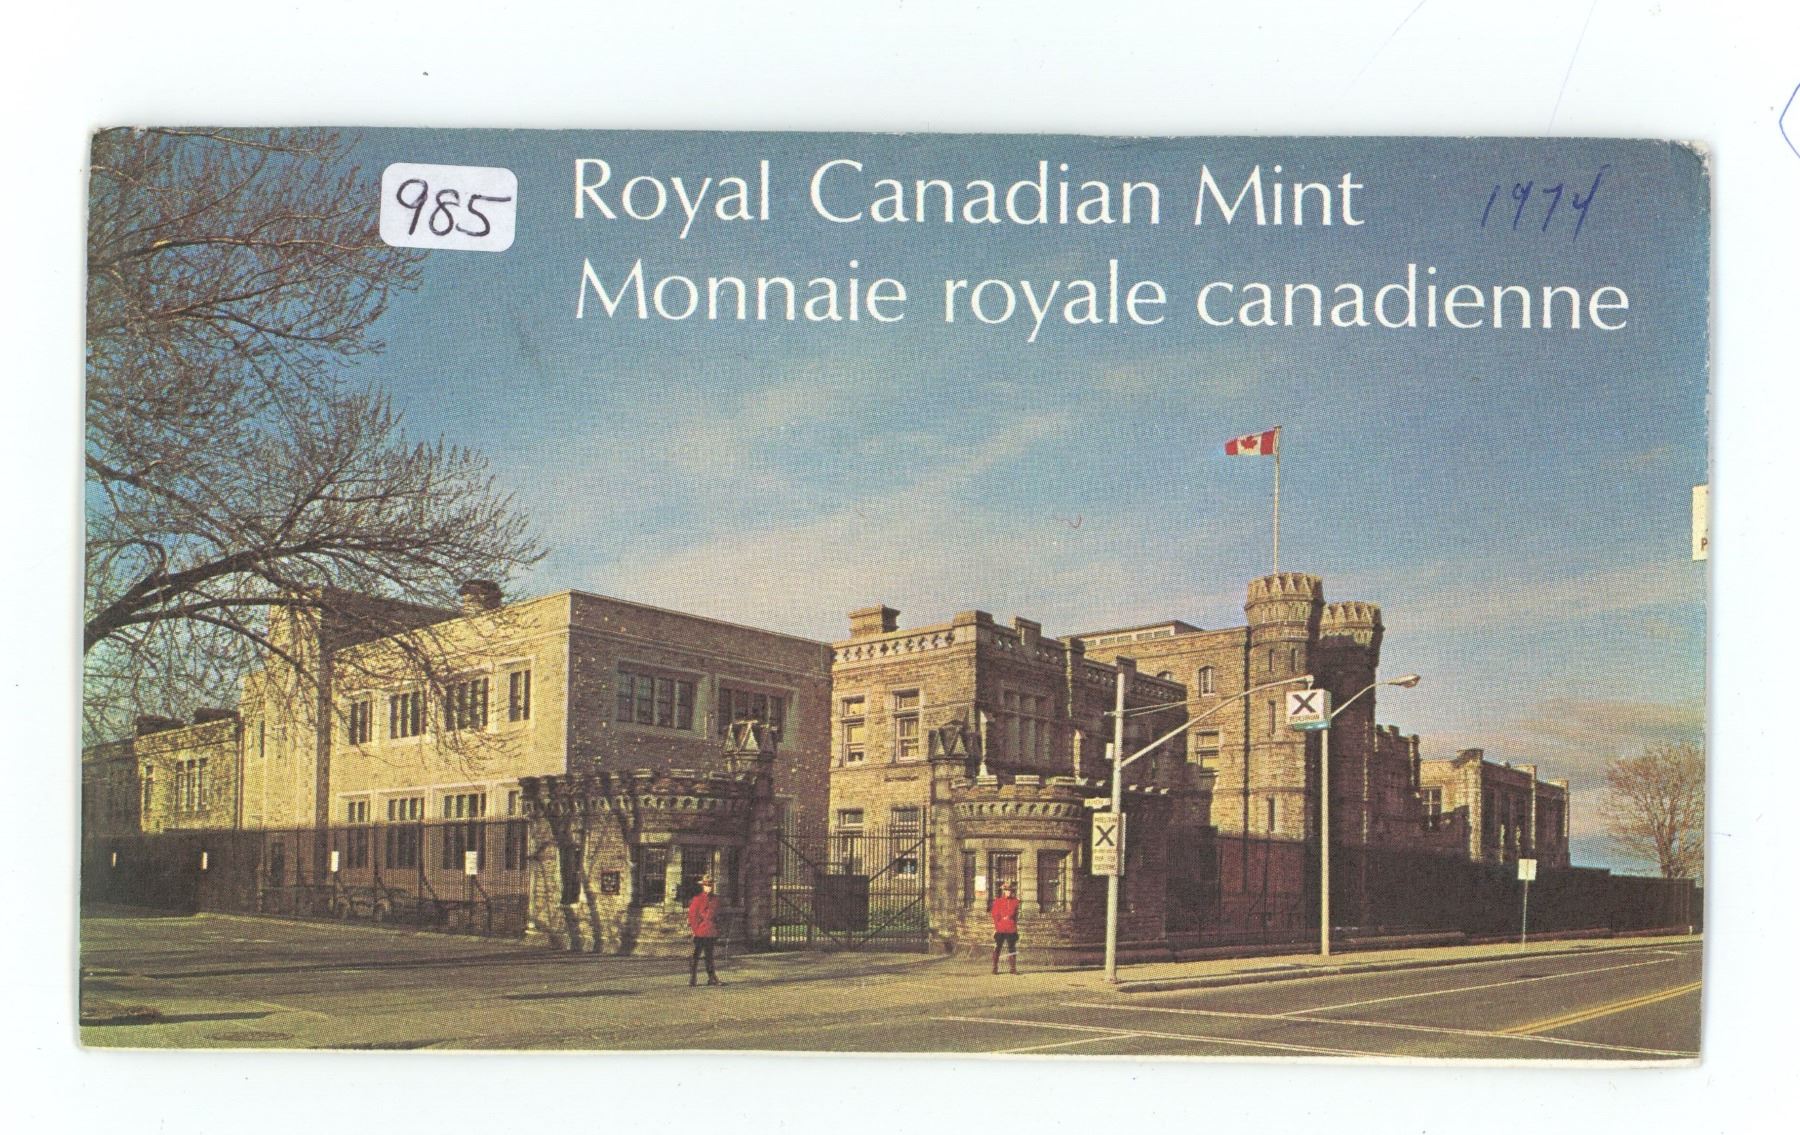 985
Royal Canadian Mint
1974
Monnaie royale canadienne
X
X